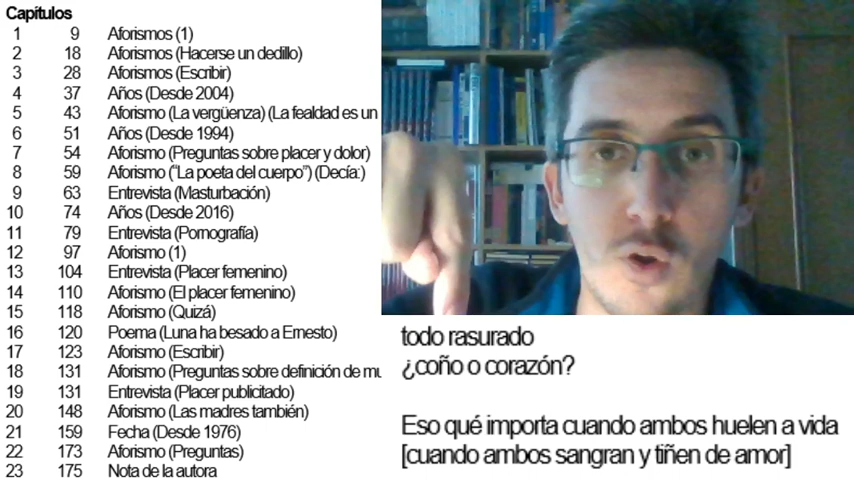 Capítulos
1 9 Aforismos (1)
2 18 Aforismos (Hacerse un dedillo)
3 28 Aforismos (Escribir)
4 37 Años (Desde 2004)
5 43 Aforismo (La vergüenza) (La fealdad es un
6 51 Años (Desde 1994)
7 54 Aforismo (Preguntas sobre placer y dolor)
8 59 Aforismo (“La poeta del cuerpo”) (Decía:)
9 63 Entrevista (Masturbación)
10 74 Años (Desde 2016)
11 79 Entrevista (Pornografía)
12 97 Aforismo (1)
13 104 Entrevista (Placer femenino)
14 110 Aforismo (El placer femenino)
15 118 Aforismo (Quizá)
16 120 Poema (Luna ha besado a Ernesto)
17 123 Aforismo (Escribir)
18 131 Aforismo (Preguntas sobre definición de mu
19 131 Entrevista (Placer publicitado)
20 148 Aforismo (Las madres también)
21 159 Fecha (Desde 1976)
22 173 Aforismo (Preguntas)
23 175 Nota de la autora
todo rasurado
¿coño o corazón?
Eso qué importa cuando ambos huelen a vida
[cuando ambos sangran y tiñen de amor]